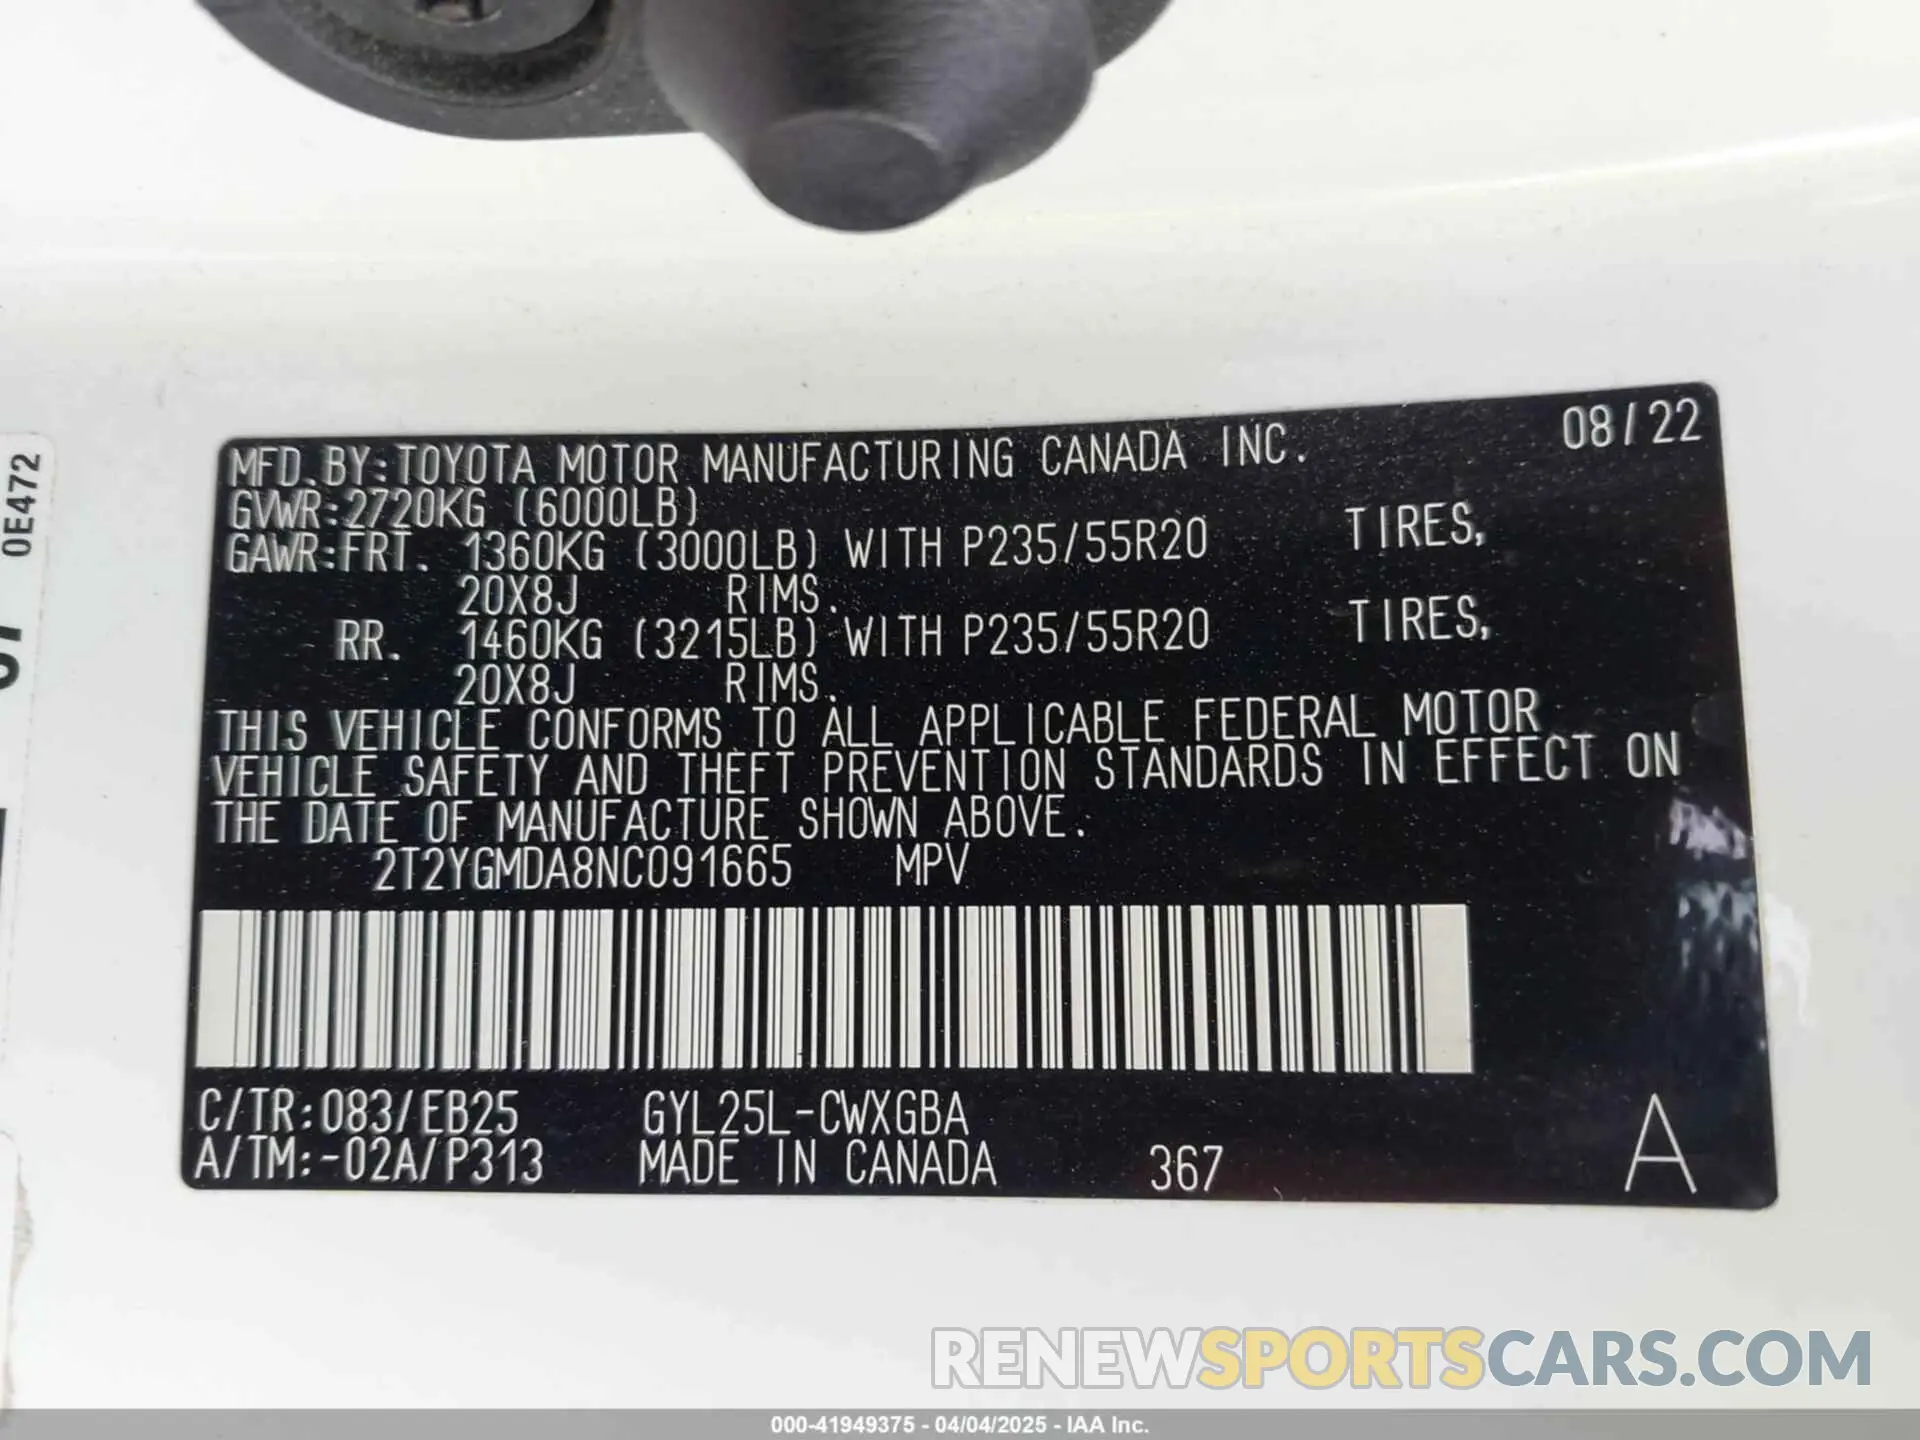 MFD.BY:TOYOTA MOTOR MANUFACTURING CANADA INC. 08/22
GVWR:2720KG (6000LB)
GAWR:FRT. 1360KG (3000LB) WITH P235/55R20 TIRES,
20X8J RIMS.
RR. 1460KG (3215LB) WITH P235/55R20 TIRES,
20X8J RIMS.
THIS VEHICLE CONFORMS TO ALL APPLICABLE FEDERAL MOTOR
VEHICLE SAFETY AND THEFT PREVENTION STANDARDS IN EFFECT ON
THE DATE OF MANUFACTURE SHOWN ABOVE.
2T2YGMDA8NC091665 MPV
C/TR:083/EB25 GYL25L-CWXGBA
A/TM:-02A/P313 MADE IN CANADA 367 A
0E472
RENEWSPORTSCARS.COM
000-41949375 - 04/04/2025 - IAA Inc.